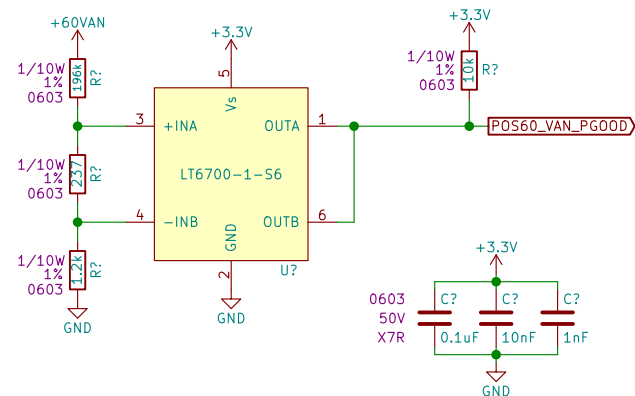 +60VAN
1/10W
1%
0603
196k
R?
1/10W
1%
0603
237
R?
1/10W
1%
0603
1.2k
R?
GND
+3.3V
5
Vs
3
+INA
OUTA
1
LT6700-1-S6
4
-INB
OUTB
6
GND
2
U?
GND
+3.3V
1/10W
1%
0603
10k
R?
POS60_VAN_PGOOD
+3.3V
0603
50V
X7R
C?
0.1uF
C?
10nF
C?
1nF
GND